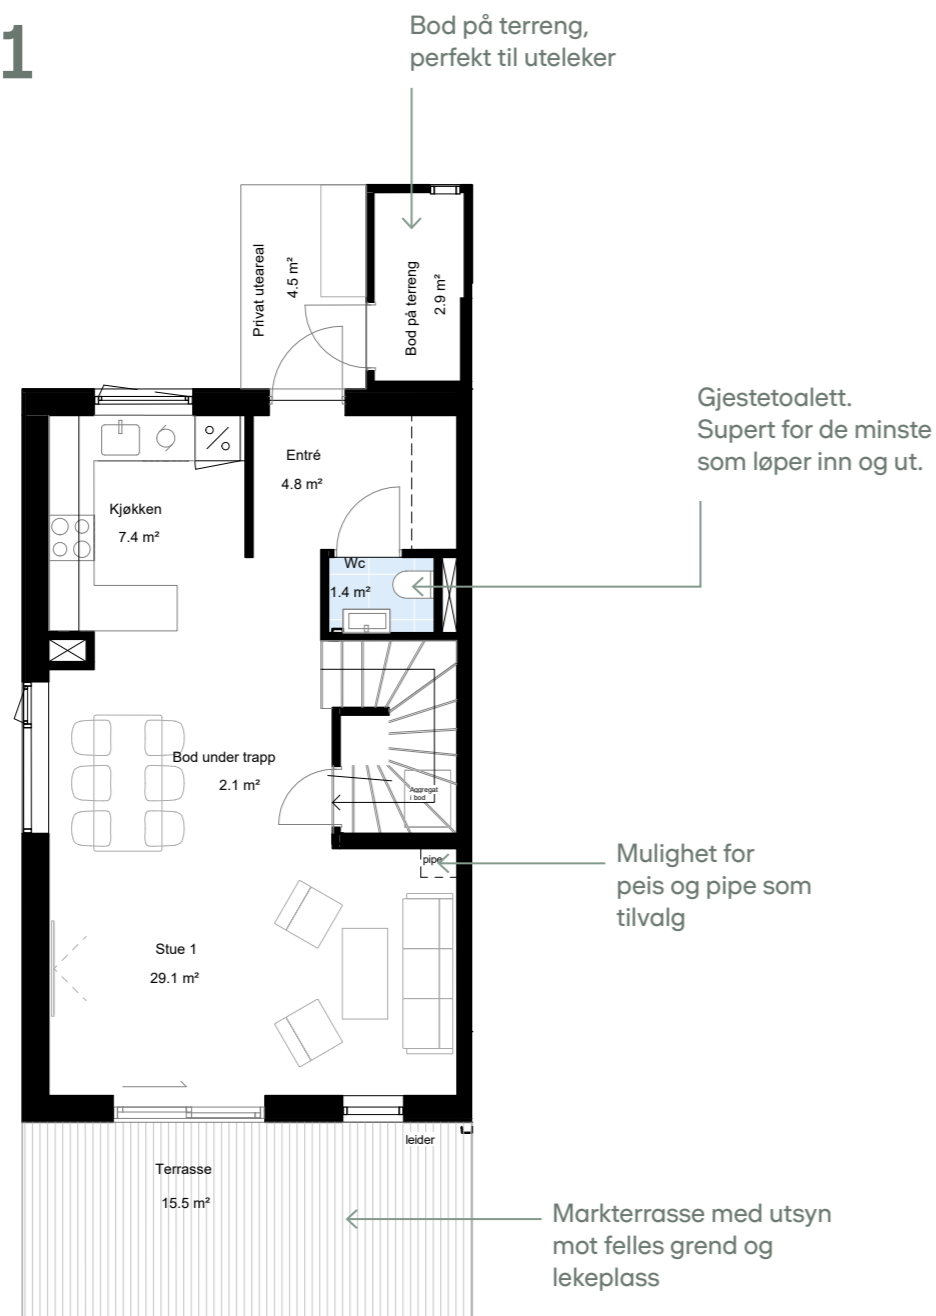 1
Bod på terreng,
perfekt til uteleker
Privat uteareal
4.5 m²
Bod på terreng
2.9 m²
Gjestetoalett.
Supert for de minste
som løper inn og ut.
Entré
4.8 m²
Kjøkken
7.4 m²
Wc
1.4 m²
Bod under trapp
2.1 m²
Aggregat
i bod
pipe
Mulighet for
peis og pipe som
tilvalg
Stue 1
29.1 m²
leider
Terrasse
15.5 m²
Markterrasse med utsyn
mot felles grend og
lekeplass